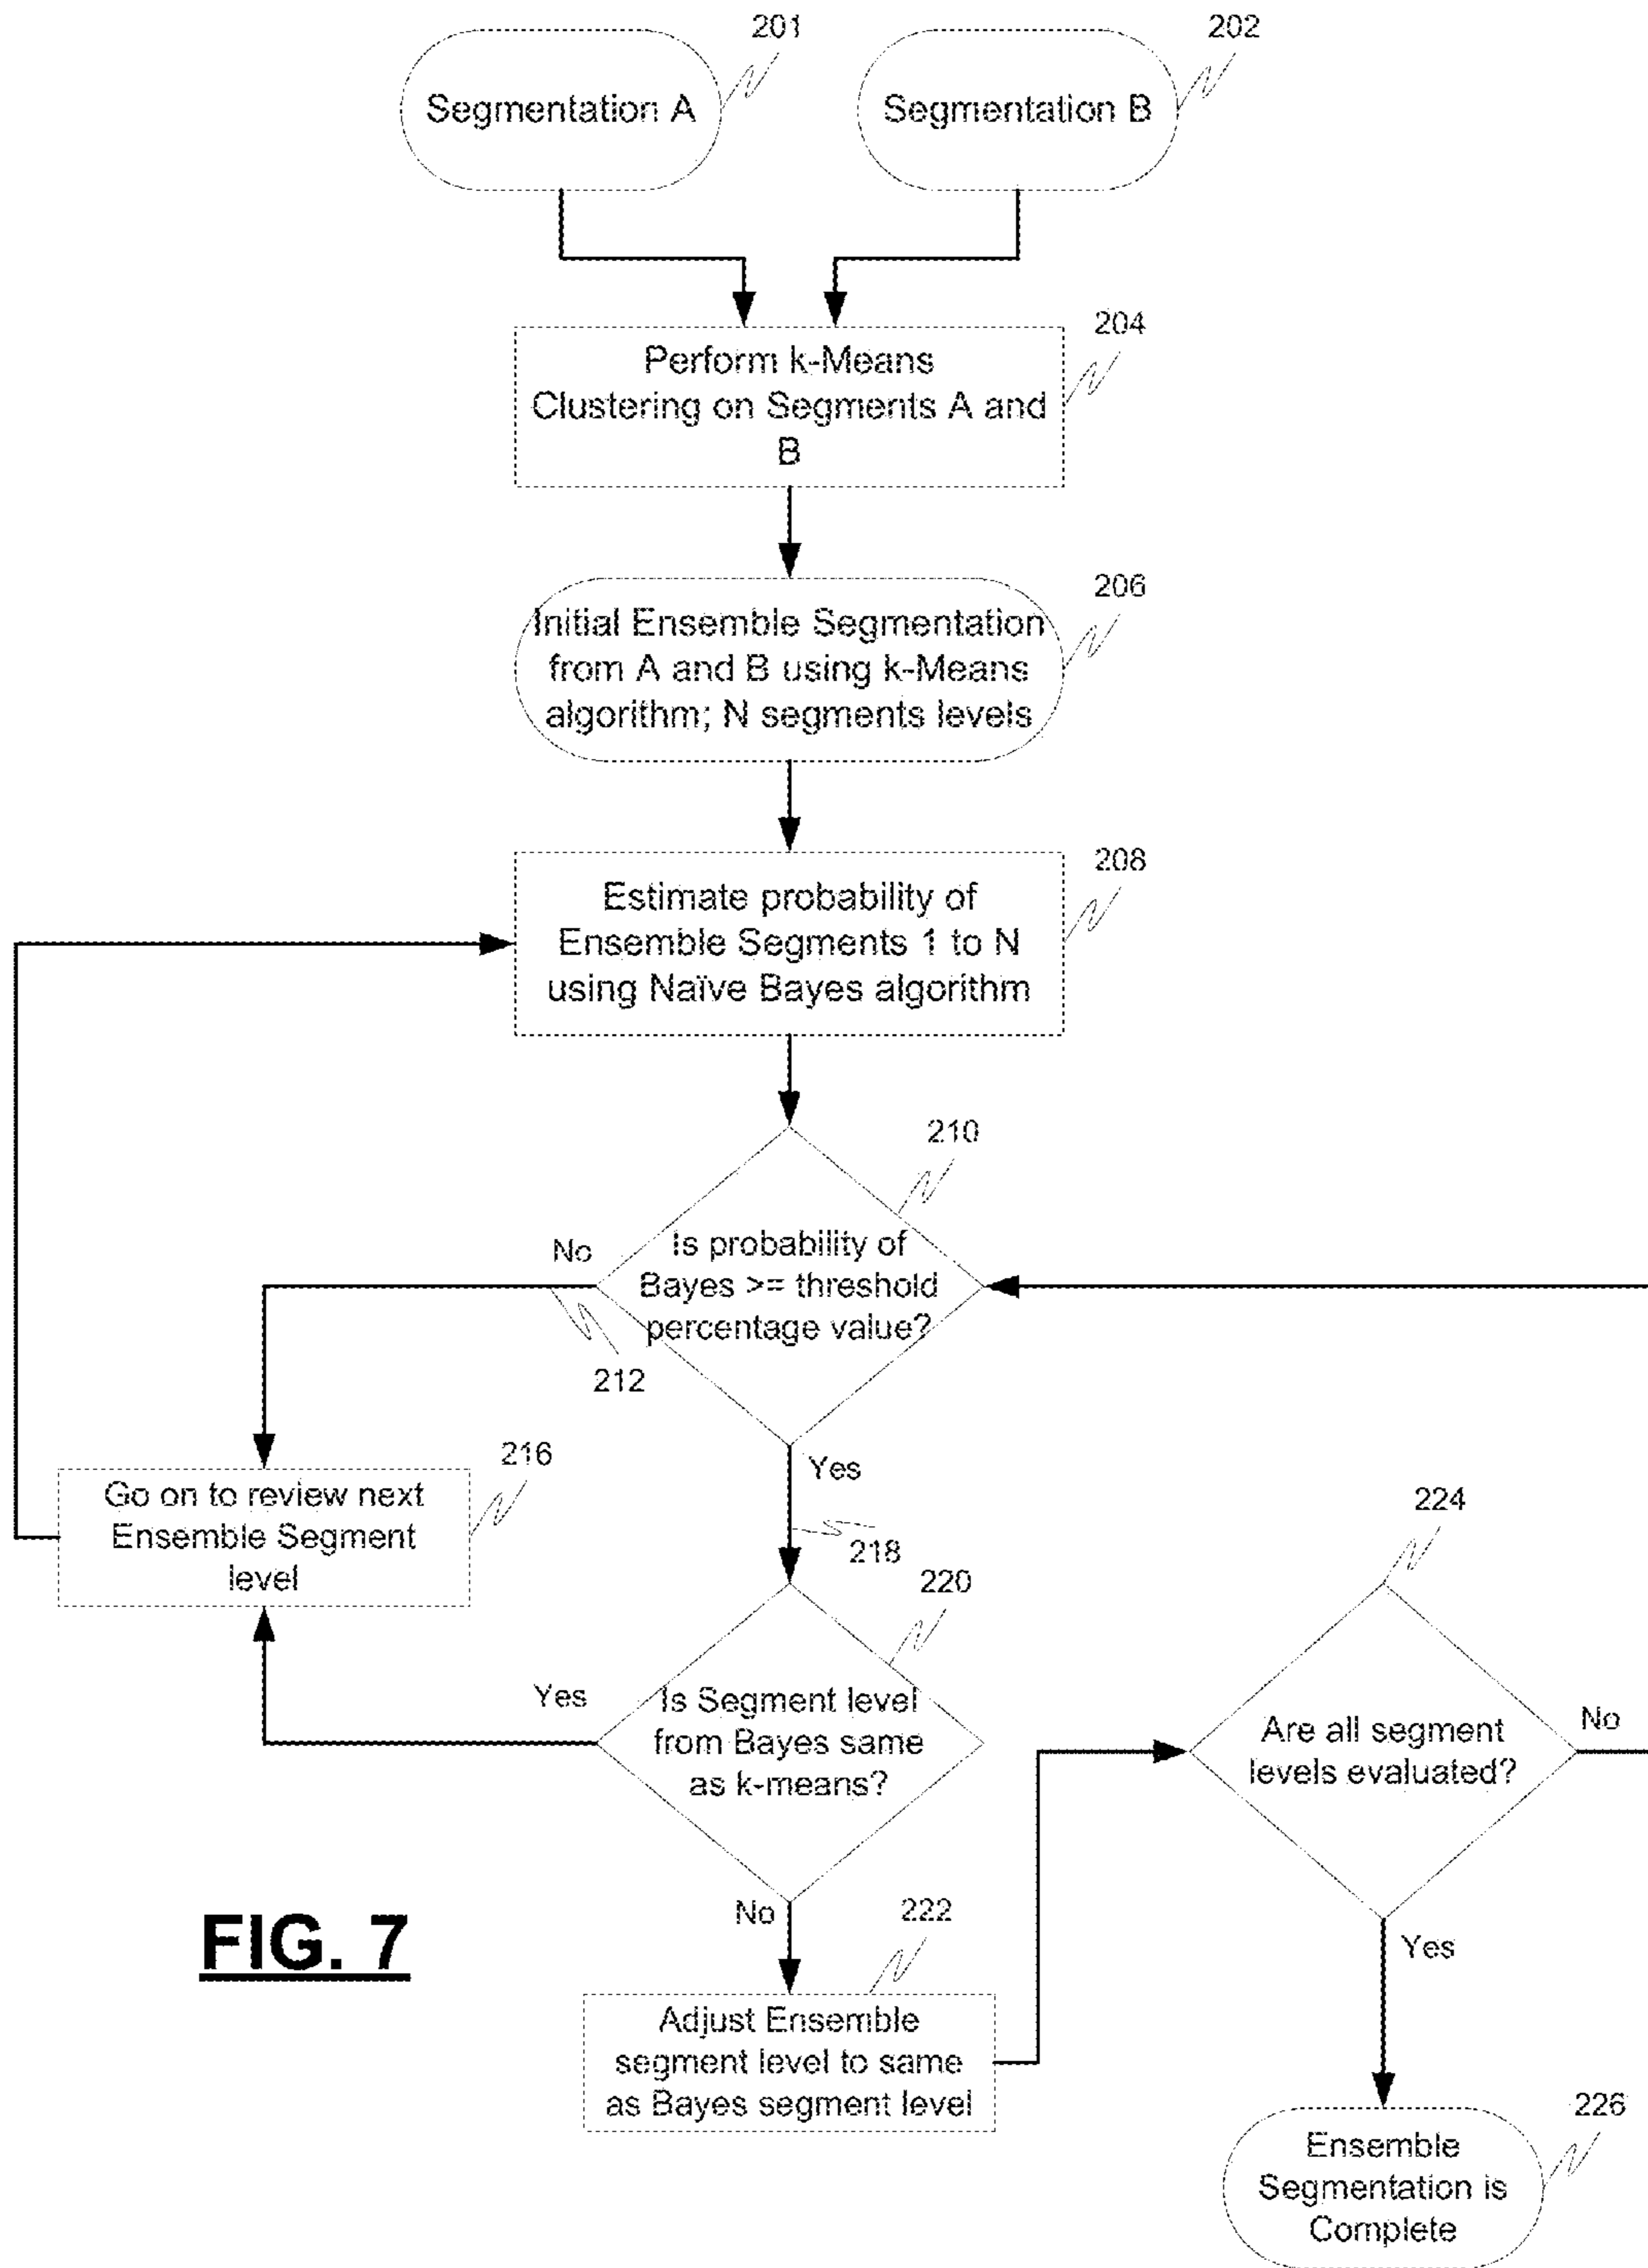 201
202
Segmentation A
Segmentation B
204
Perform k-Means
Clustering on Segments A and
B
206
Initial Ensemble Segmentation
from A and B using k-Means
algorithm; N segments levels
208
Estimate probability of
Ensemble Segments 1 to N
using Naïve Bayes algorithm
210
Is probability of
Bayes >= threshold
percentage value?
No
212
Yes
218
216
Go on to review next
Ensemble Segment
level
220
Is Segment level
from Bayes same
as k-means?
Yes
No
222
Adjust Ensemble
segment level to same
as Bayes segment level
224
Are all segment
levels evaluated?
No
Yes
226
Ensemble
Segmentation is
Complete
FIG. 7